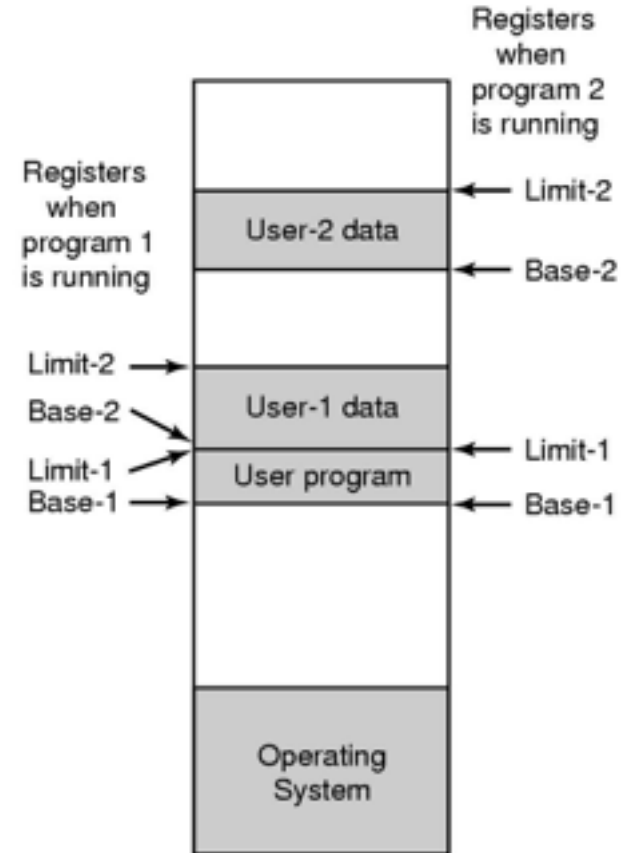 Registers
when
program 2
is running
Registers
when
program 1
is running
Limit-2
User-2 data
Base-2
Limit-2
Base-2
User-1 data
Limit-1
Limit-1
Base-1
User program
Base-1
Operating
System